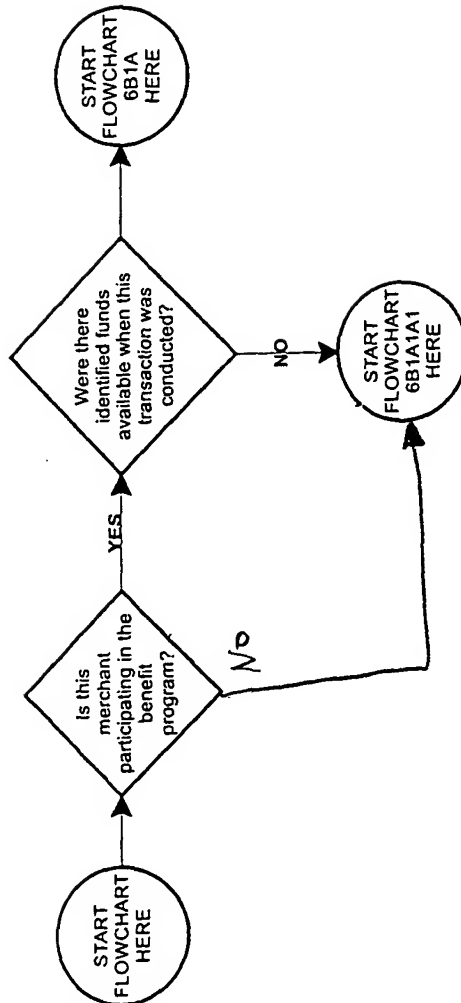 START
FLOWCHART
HERE
Is this
merchant
participating in the
benefit
program?
YES
NO
Were there
identified funds
available when this
transaction was
conducted?
NO
START
FLOWCHART
6B1A
HERE
START
FLOWCHART
6B1A1A1
HERE